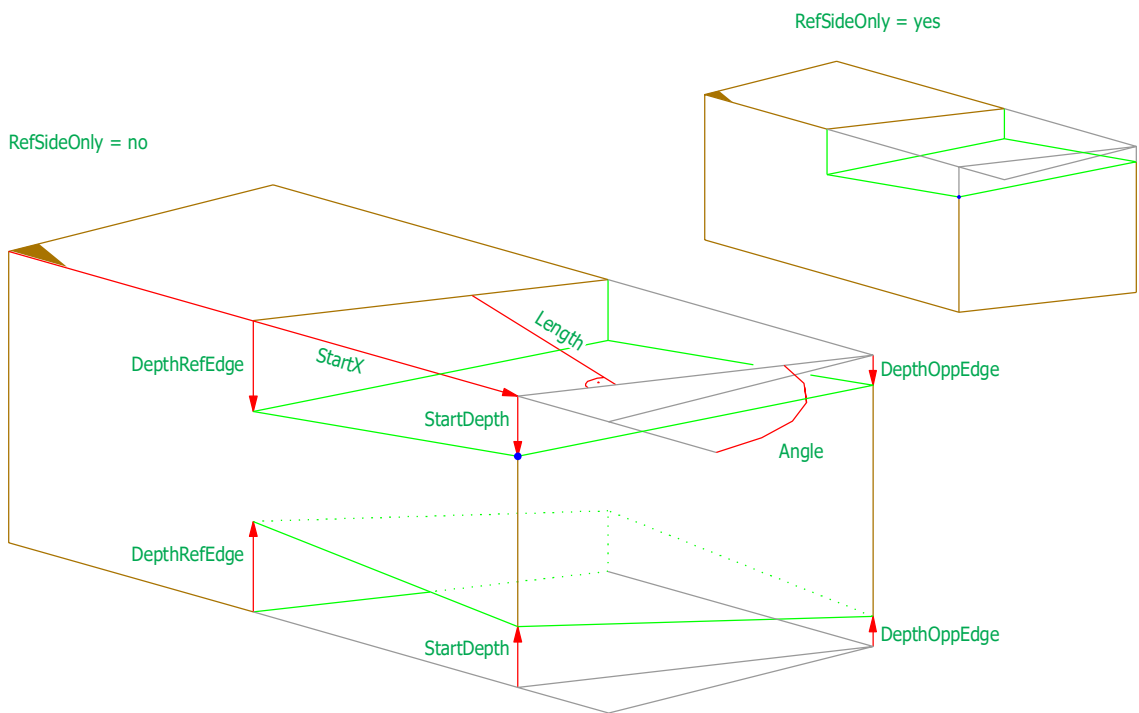 RefSideOnly = yes
RefSideOnly = no
Length
StartX
DepthRefEdge
DepthOppEdge
StartDepth
Angle
DepthRefEdge
DepthOppEdge
StartDepth